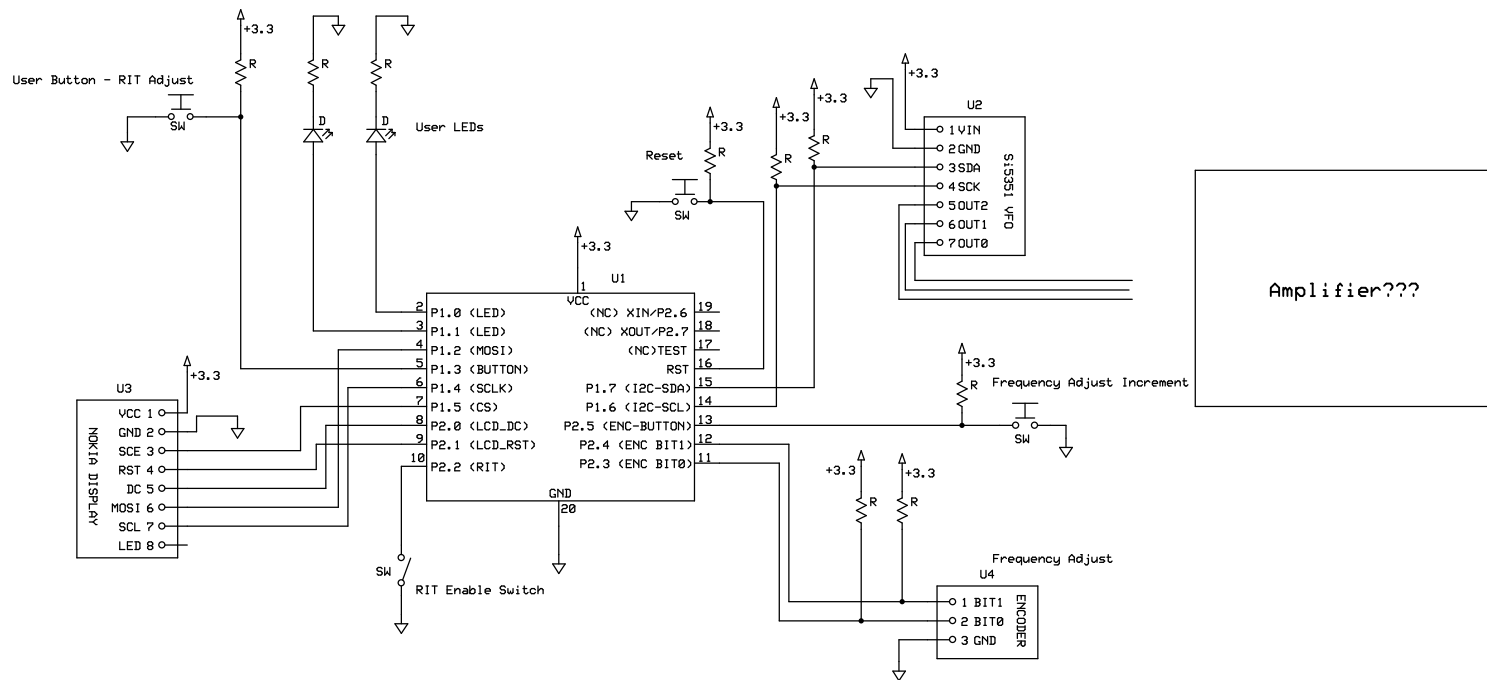 +3.3
R
R
R
User Button - RIT Adjust
SW
D
D
User LEDs
+3.3
+3.3
+3.3
+3.3
R
R
R
Reset
SW
U2
1 VIN
2 GND
3 SDA
4 SCK
5 OUT2
6 OUT1
7 OUT0
Si5351 VFO
Amplifier???
+3.3
U1
1
VCC
2 P1.0 (LED)
3 P1.1 (LED)
4 P1.2 (MOSI)
5 P1.3 (BUTTON)
6 P1.4 (SCLK)
7 P1.5 (CS)
8 P2.0 (LCD_DC)
9 P2.1 (LCD_RST)
10 P2.2 (RIT)
(NC) XIN/P2.6 19
(NC) XOUT/P2.7 18
(NC)TEST 17
RST 16
P1.7 (I2C-SDA) 15
P1.6 (I2C-SCL) 14
P2.5 (ENC-BUTTON) 13
P2.4 (ENC BIT1) 12
P2.3 (ENC BIT0) 11
GND
20
+3.3
U3
VCC 1
GND 2
SCE 3
RST 4
DC 5
MOSI 6
SCL 7
LED 8
NOKIA DISPLAY
+3.3
R
Frequency Adjust Increment
SW
+3.3
+3.3
R
R
SW
RIT Enable Switch
Frequency Adjust
U4
1 BIT1
2 BIT0
3 GND
ENCODER